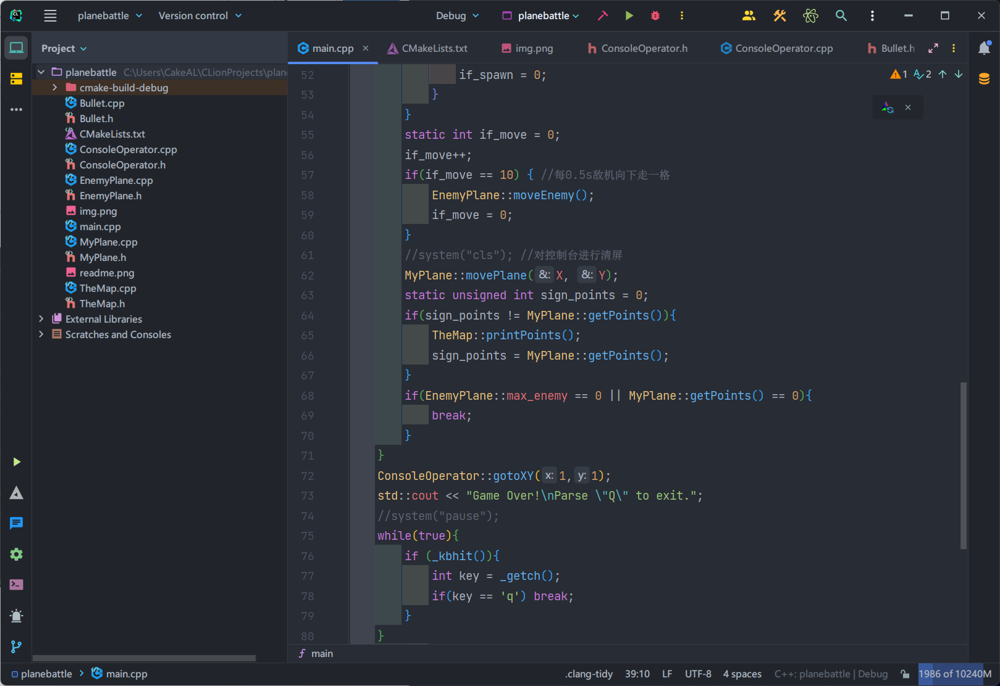 CL
planebattle
Version control
Debug
planebattle
Project
main.cpp
CMakeLists.txt
img.png
ConsoleOperator.h
ConsoleOperator.cpp
Bullet.h
planebattle C:\Users\CakeAL\CLionProjects\plan
cmake-build-debug
Bullet.cpp
Bullet.h
CMakeLists.txt
ConsoleOperator.cpp
ConsoleOperator.h
EnemyPlane.cpp
EnemyPlane.h
img.png
main.cpp
MyPlane.cpp
MyPlane.h
readme.png
TheMap.cpp
TheMap.h
External Libraries
Scratches and Consoles
1 2
52 if_spawn = 0;
53 }
54 }
55 static int if_move = 0;
56 if_move++;
57 if(if_move == 10) { //每0.5s敌机向下走一格
58 EnemyPlane::moveEnemy();
59 if_move = 0;
60 }
61 //system("cls"); //对控制台进行清屏
62 MyPlane::movePlane( &: X, &: Y);
63 static unsigned int sign_points = 0;
64 if(sign_points != MyPlane::getPoints()){
65 TheMap::printPoints();
66 sign_points = MyPlane::getPoints();
67 }
68 if(EnemyPlane::max_enemy == 0 || MyPlane::getPoints() == 0){
69 break;
70 }
71 }
72 ConsoleOperator::gotoXY( x: 1, y: 1);
73 std::cout << "Game Over!\nParse \"Q\" to exit.";
74 //system("pause");
75 while(true){
76 if (_kbhit()){
77 int key = _getch();
78 if(key == 'q') break;
79 }
80 }
f main
planebattle > main.cpp
.clang-tidy
39:10
LF
UTF-8
4 spaces
C++: planebattle | Debug
1986 of 10240M